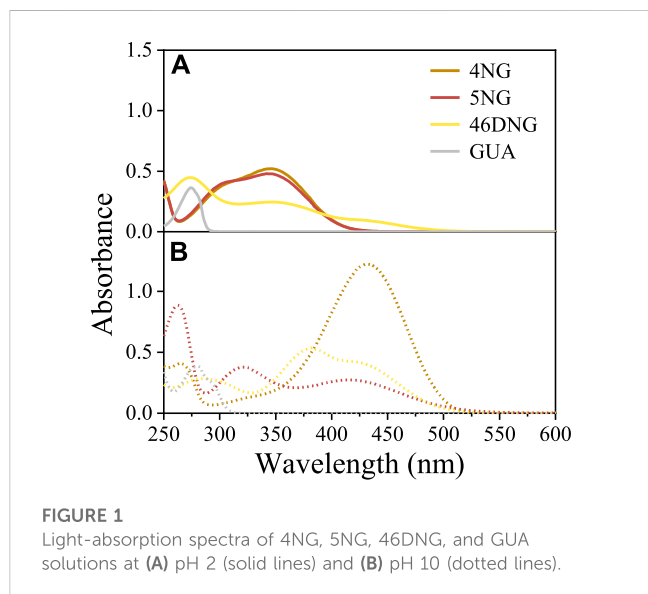 1.5
A
4NG
5NG
46DNG
GUA
1.0
0.5
0.0
Absorbance
B
1.0
0.5
0.0
250 300 350 400 450 500 550 600
Wavelength (nm)
FIGURE 1
Light-absorption spectra of 4NG, 5NG, 46DNG, and GUA
solutions at (A) pH 2 (solid lines) and (B) pH 10 (dotted lines).